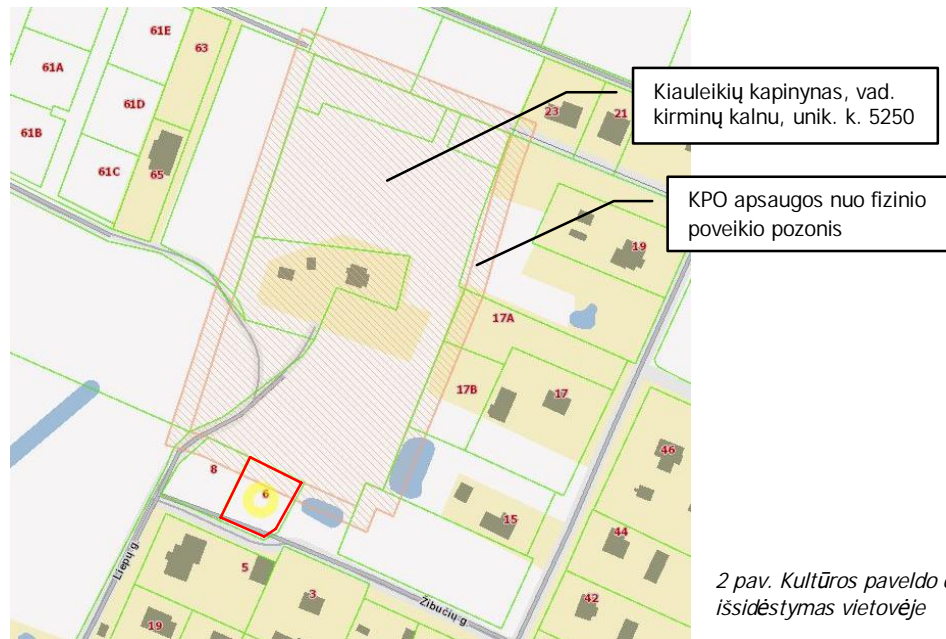 61E
63
61A
61D
61B
61C
65
23
21
Kiauleikių kapinynas, vad.
kirminų kalnu, unik. k. 5250
KPO apsaugos nuo fizinio
poveikio pozonis
19
17A
17B
17
46
8
6
15
44
5
3
42
19
Liepų g.
Žibučių g.
2 pav. Kultūros paveldo
išsidėstymas vietovėje